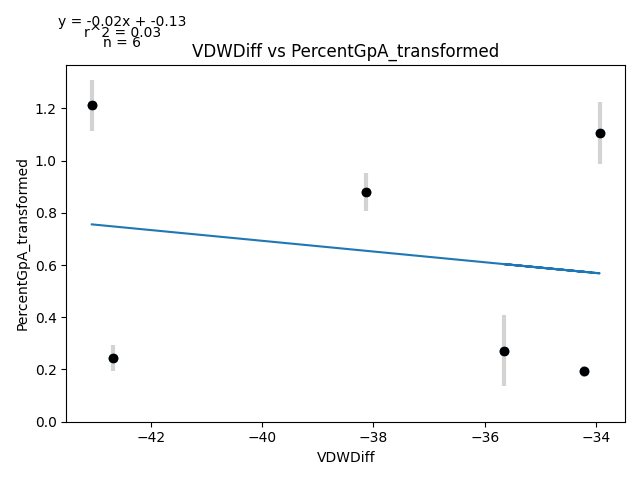 y = -0.02x + -0.13
r^2 = 0.03
n = 6
VDWDiff vs PercentGpA_transformed
PercentGpA_transformed
1.2
1.0
0.8
0.6
0.4
0.2
0.0
−42
−40
−38
−36
−34
VDWDiff